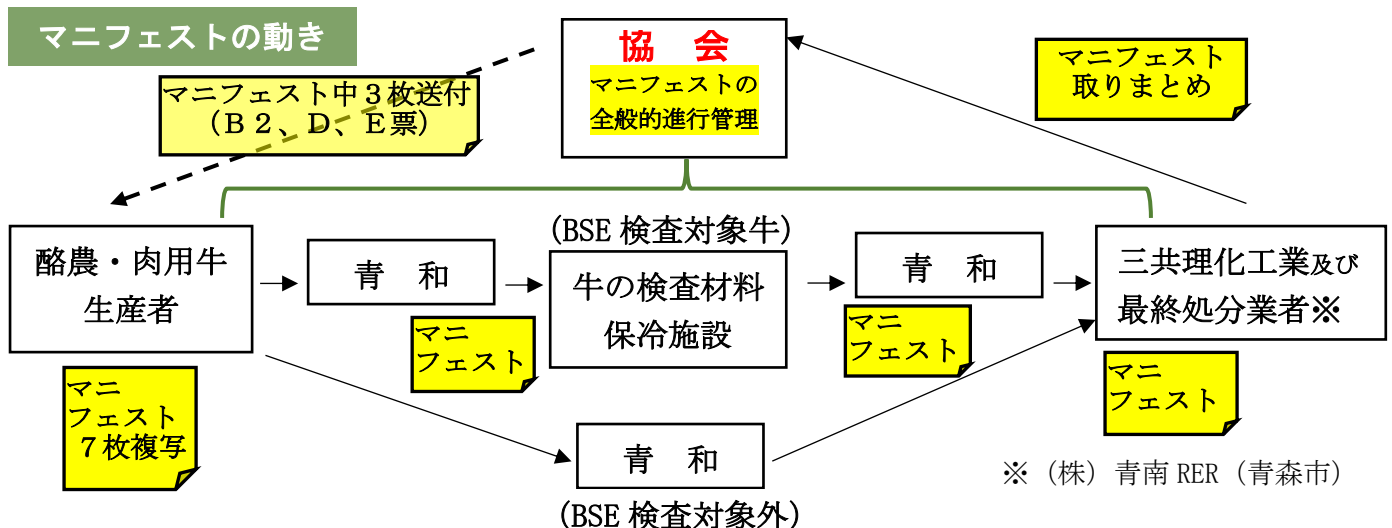 マニフェストの動き
協　会
マニフェストの
全般的進行管理
マニフェスト
取りまとめ
マニフェスト中３枚送付
（Ｂ２、Ｄ、Ｅ票）
酪農・肉用牛
生産者
青　和
(BSE 検査対象牛)
牛の検査材料
保冷施設
青　和
三共理化工業及び
最終処分業者※
マニ
フェスト
マニ
フェスト
マニ
フェスト
７枚複写
マニ
フェスト
青　和
(BSE 検査対象外)
※（株）青南 RER（青森市）